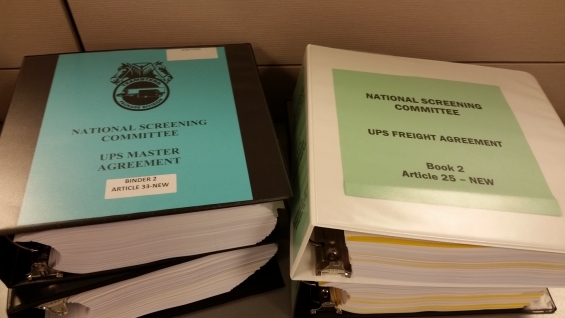 NATIONAL SCREENING
COMMITTEE
UPS MASTER
AGREEMENT
BINDER 2
ARTICLE 33-NEW
NATIONAL SCREENING
COMMITTEE
UPS FREIGHT AGREEMENT
Book 2
Article 25 – NEW